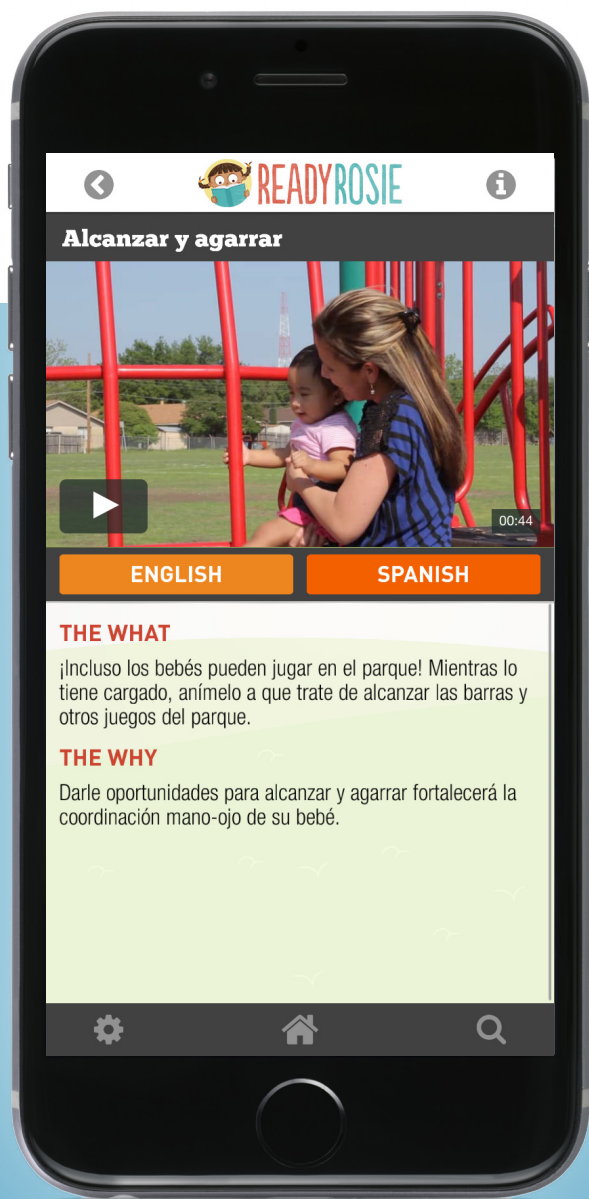 READYROSIE
Alcanzar y agarrar
00:44
ENGLISH SPANISH
THE WHAT
¡Incluso los bebés pueden jugar en el parque! Mientras lo
tiene cargado, anímelo a que trate de alcanzar las barras y
otros juegos del parque.
THE WHY
Darle oportunidades para alcanzar y agarrar fortalecerá la
coordinación mano-ojo de su bebé.